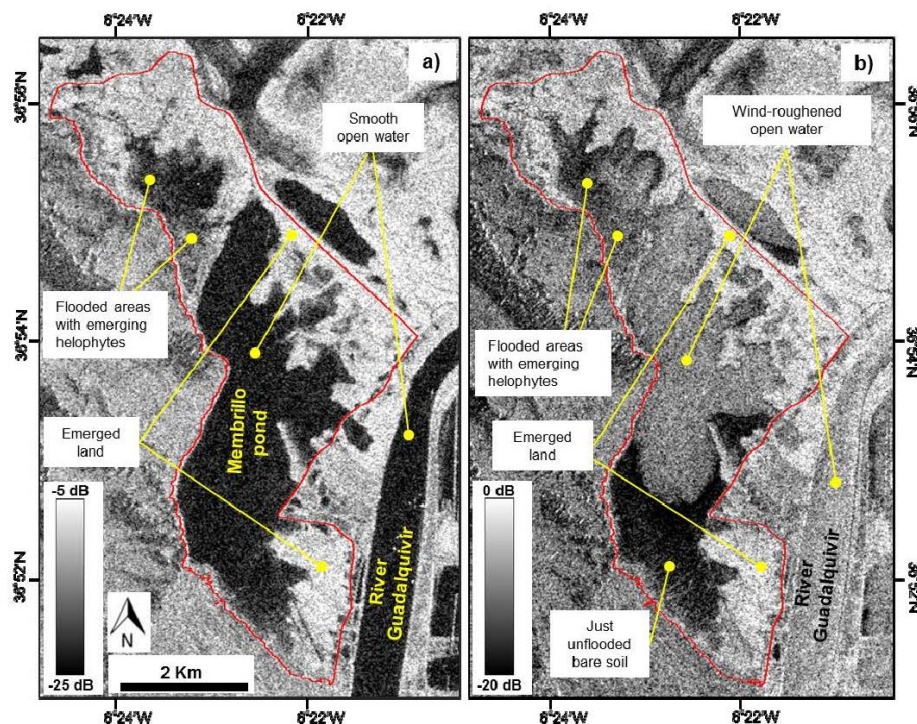 6°24'W
6°22'W
6°22'W
a)
b)
36°56'N
36°54'N
36°52'N
Smooth
open water
Flooded areas
with emerging
helophytes
Membrillo
pond
Emerged
land
-5 dB
-25 dB
N
2 Km
River
Guadalquivir
6°24'W
6°22'W
Wind-roughened
open water
Flooded areas
with emerging
helophytes
Emerged
land
0 dB
-20 dB
Just
unflooded
bare soil
River
Guadalquivir
36°56'N
36°54'N
36°52'N
6°24'W
6°22'W